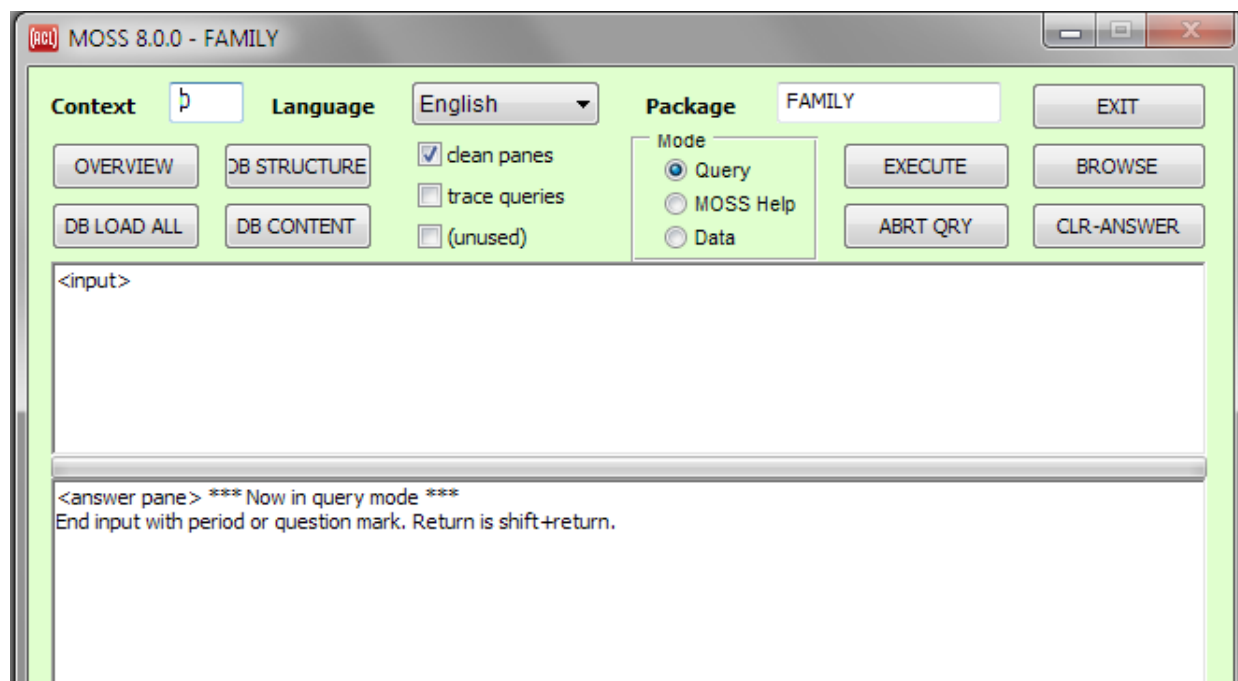 (ACL) MOSS 8.0.0 - FAMILY
Context Language English Package FAMILY EXIT
OVERVIEW DB STRUCTURE clean panes Mode Query EXECUTE BROWSE
trace queries MOSS Help
DB LOAD ALL DB CONTENT (unused) Data ABRT QRY CLR-ANSWER
<input>
<answer pane> *** Now in query mode ***
End input with period or question mark. Return is shift+return.